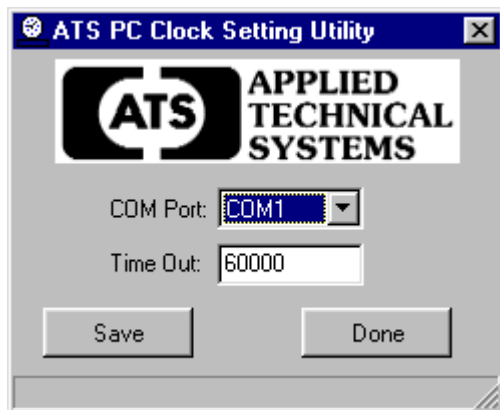 ATS PC Clock Setting Utility
ATS
APPLIED
TECHNICAL
SYSTEMS
COM Port: COM1
Time Out: 60000
Save Done